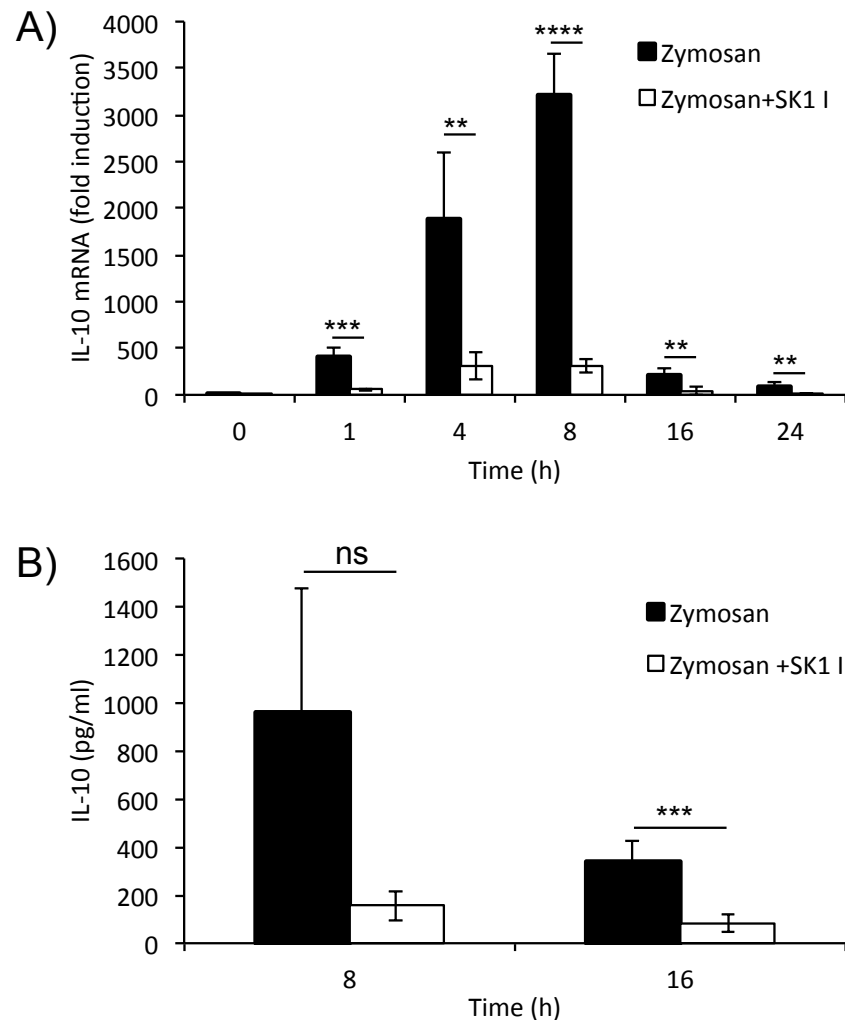 A)
IL-10 mRNA (fold induction)
4000
3500
3000
2500
2000
1500
1000
500
0
***
**
****
**
**
Zymosan
Zymosan+SK1 I
0 1 4 8 16 24
Time (h)
B)
IL-10 (pg/ml)
1600
1400
1200
1000
800
600
400
200
0
ns
***
Zymosan
Zymosan +SK1 I
8 16
Time (h)